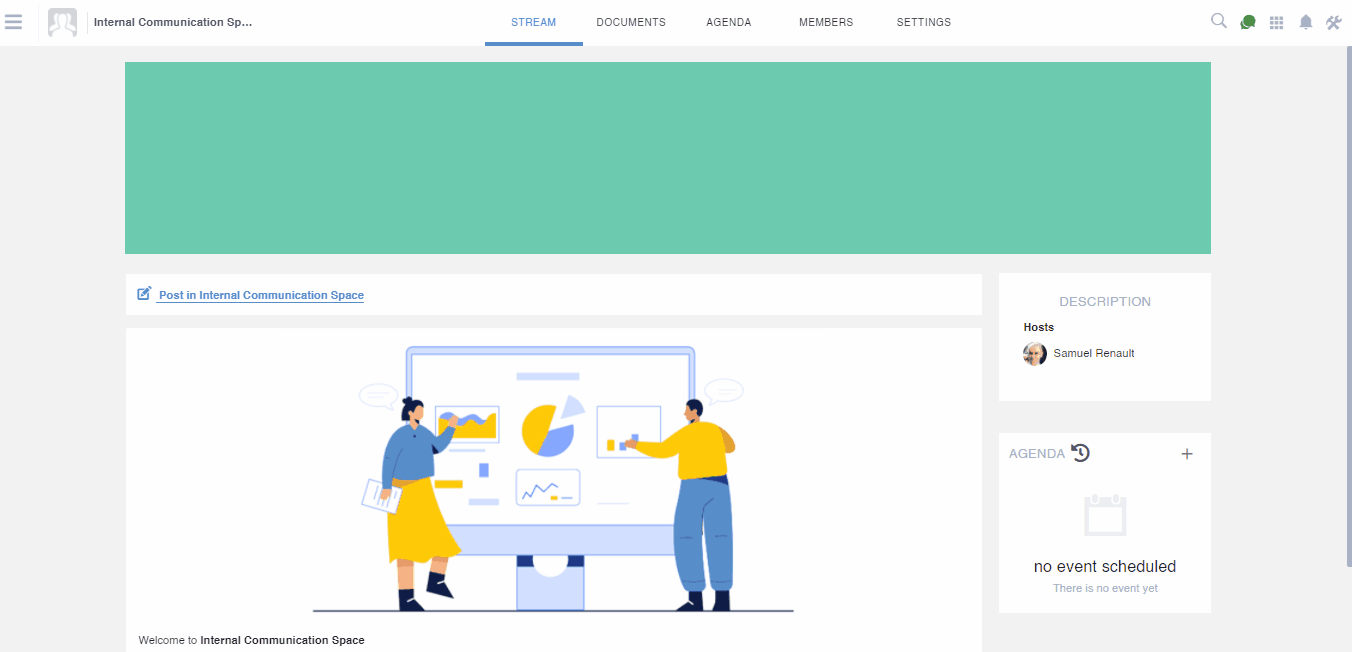 Internal Communication Sp...
STREAM
DOCUMENTS
AGENDA
MEMBERS
SETTINGS
Post in Internal Communication Space
DESCRIPTION
Hosts
Samuel Renault
AGENDA
no event scheduled
There is no event yet
Welcome to Internal Communication Space